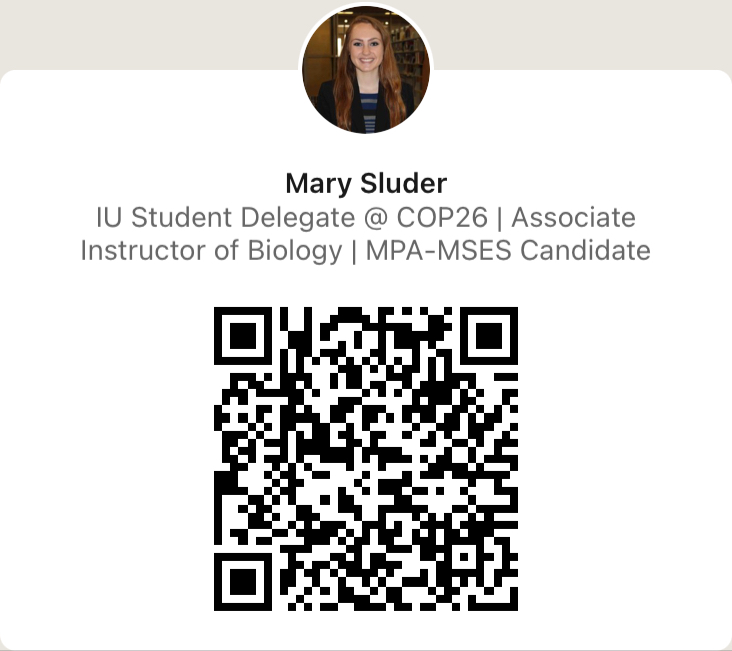 Mary Sluder
IU Student Delegate @ COP26 | Associate
Instructor of Biology | MPA-MSES Candidate